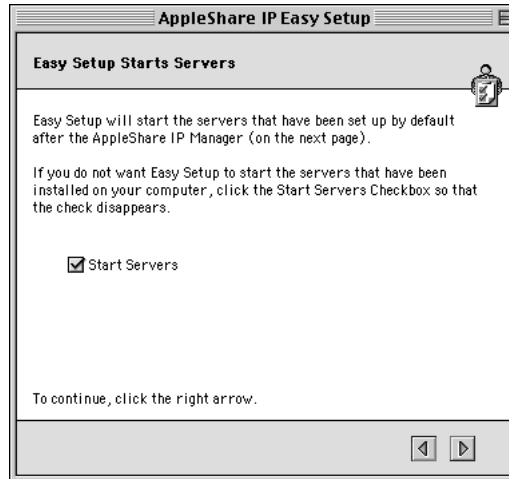 AppleShare IP Easy Setup
Easy Setup Starts Servers
Easy Setup will start the servers that have been set up by default
after the AppleShare IP Manager (on the next page).
If you do not want Easy Setup to start the servers that have been
installed on your computer, click the Start Servers Checkbox so that
the check disappears.
Start Servers
To continue, click the right arrow.